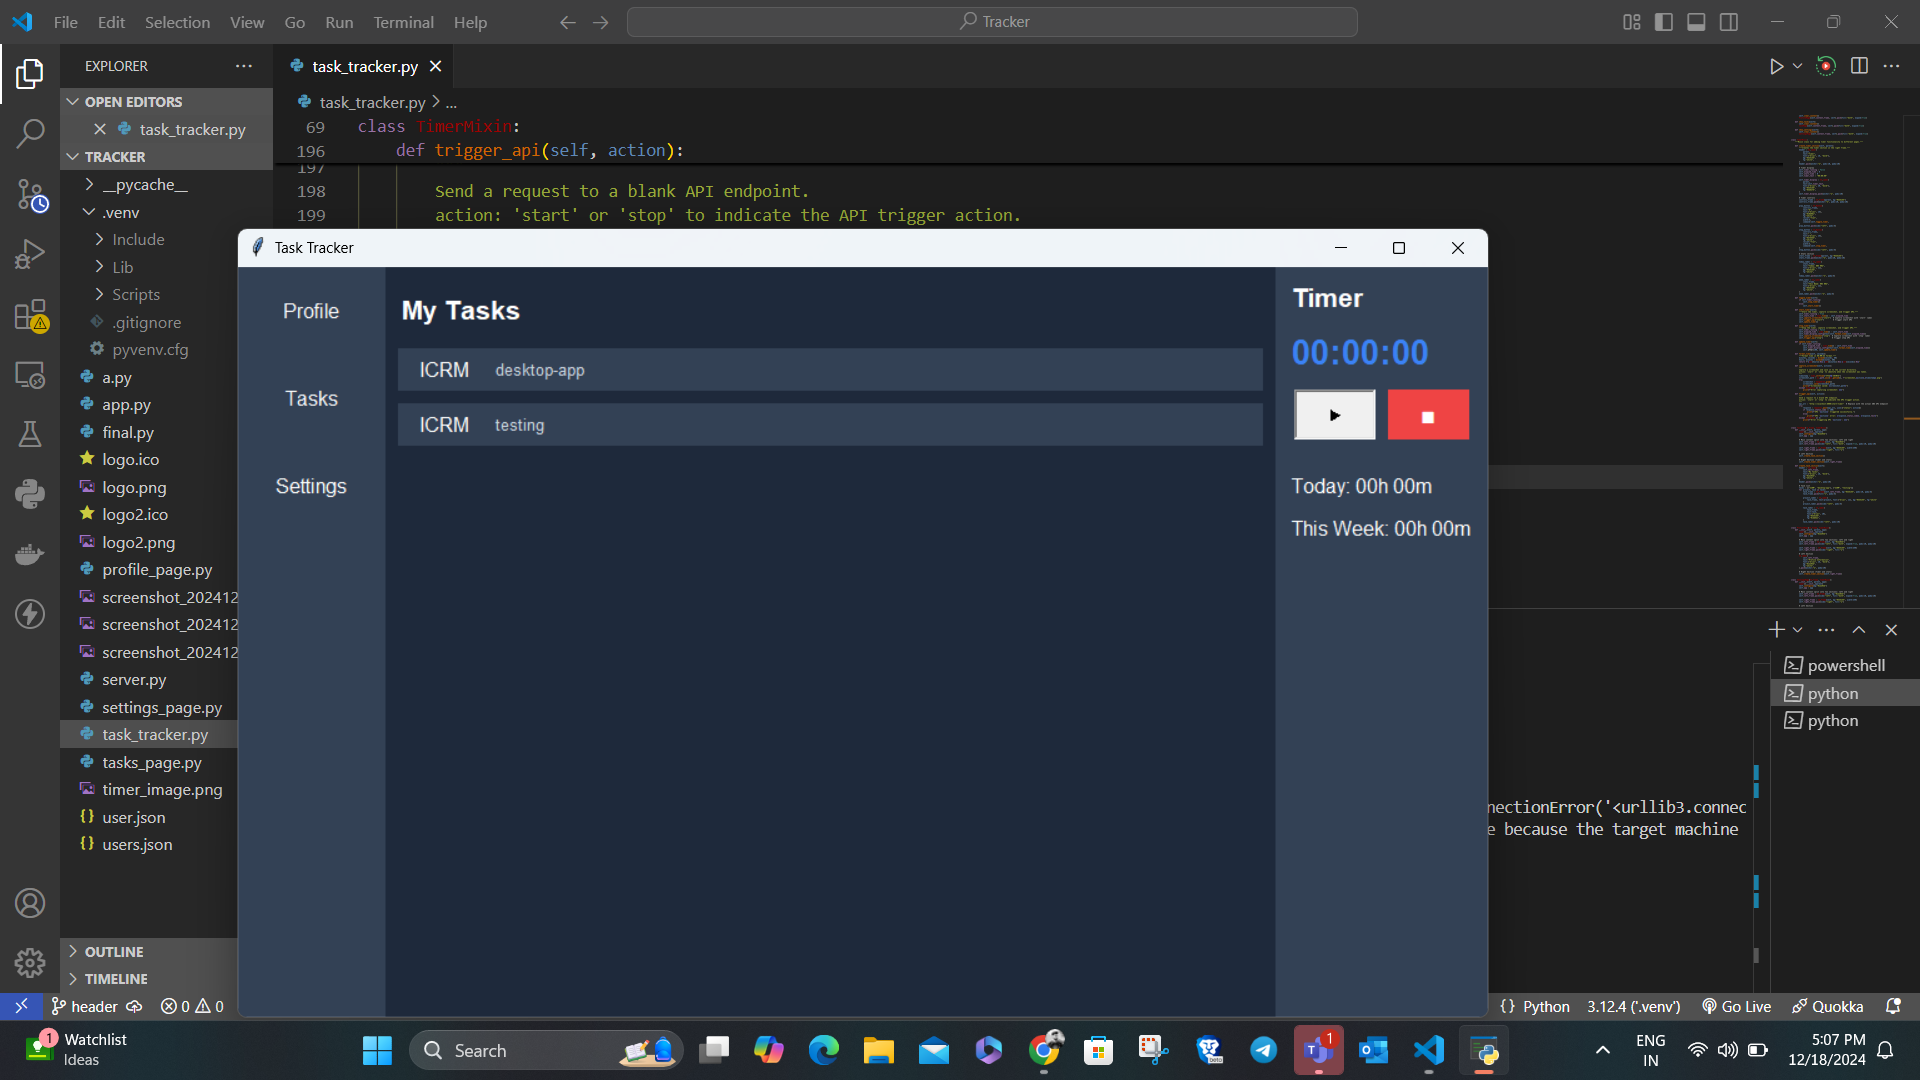 File Edit Selection View Go Run Terminal Help
Tracker
EXPLORER
OPEN EDITORS
task_tracker.py
TRACKER
__pycache__
.venv
Include
Lib
Scripts
.gitignore
pyvenv.cfg
a.py
app.py
final.py
logo.ico
logo.png
logo2.ico
logo2.png
profile_page.py
screenshot_202412
screenshot_202412
screenshot_202412
server.py
settings_page.py
task_tracker.py
tasks_page.py
timer_image.png
user.json
users.json
OUTLINE
TIMELINE
task_tracker.py
task_tracker.py > ...
69 class TimerMixin:
196 def trigger_api(self, action):
197
198 Send a request to a blank API endpoint.
199 action: 'start' or 'stop' to indicate the API trigger action.
Task Tracker
Profile
Tasks
Settings
My Tasks
ICRM desktop-app
ICRM testing
Timer
00:00:00
Today: 00h 00m
This Week: 00h 00m
powershell
python
python
nnectionError('<urllib3.connec
e because the target machine
header 0 0
Python 3.12.4 ('.venv') Go Live Quokka
1
Watchlist
Ideas
Search
1
ENG
IN
5:07 PM
12/18/2024